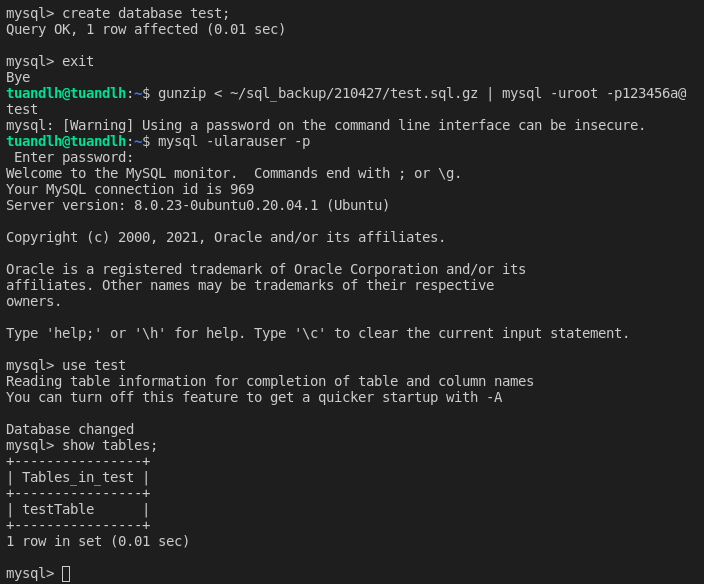 mysql> create database test;
Query OK, 1 row affected (0.01 sec)
mysql> exit
Bye
tuandlh@tuandlh:~$ gunzip < ~/sql_backup/210427/test.sql.gz | mysql -uroot -p123456a@
test
mysql: [Warning] Using a password on the command line interface can be insecure.
tuandlh@tuandlh:~$ mysql -ularauser -p
Enter password:
Welcome to the MySQL monitor.  Commands end with ; or \g.
Your MySQL connection id is 969
Server version: 8.0.23-0ubuntu0.20.04.1 (Ubuntu)
Copyright (c) 2000, 2021, Oracle and/or its affiliates.
Oracle is a registered trademark of Oracle Corporation and/or its
affiliates. Other names may be trademarks of their respective
owners.
Type 'help;' or '\h' for help. Type '\c' to clear the current input statement.
mysql> use test
Reading table information for completion of table and column names
You can turn off this feature to get a quicker startup with -A
Database changed
mysql> show tables;
+----------------+
| Tables_in_test |
+----------------+
| testTable      |
+----------------+
1 row in set (0.01 sec)
mysql>